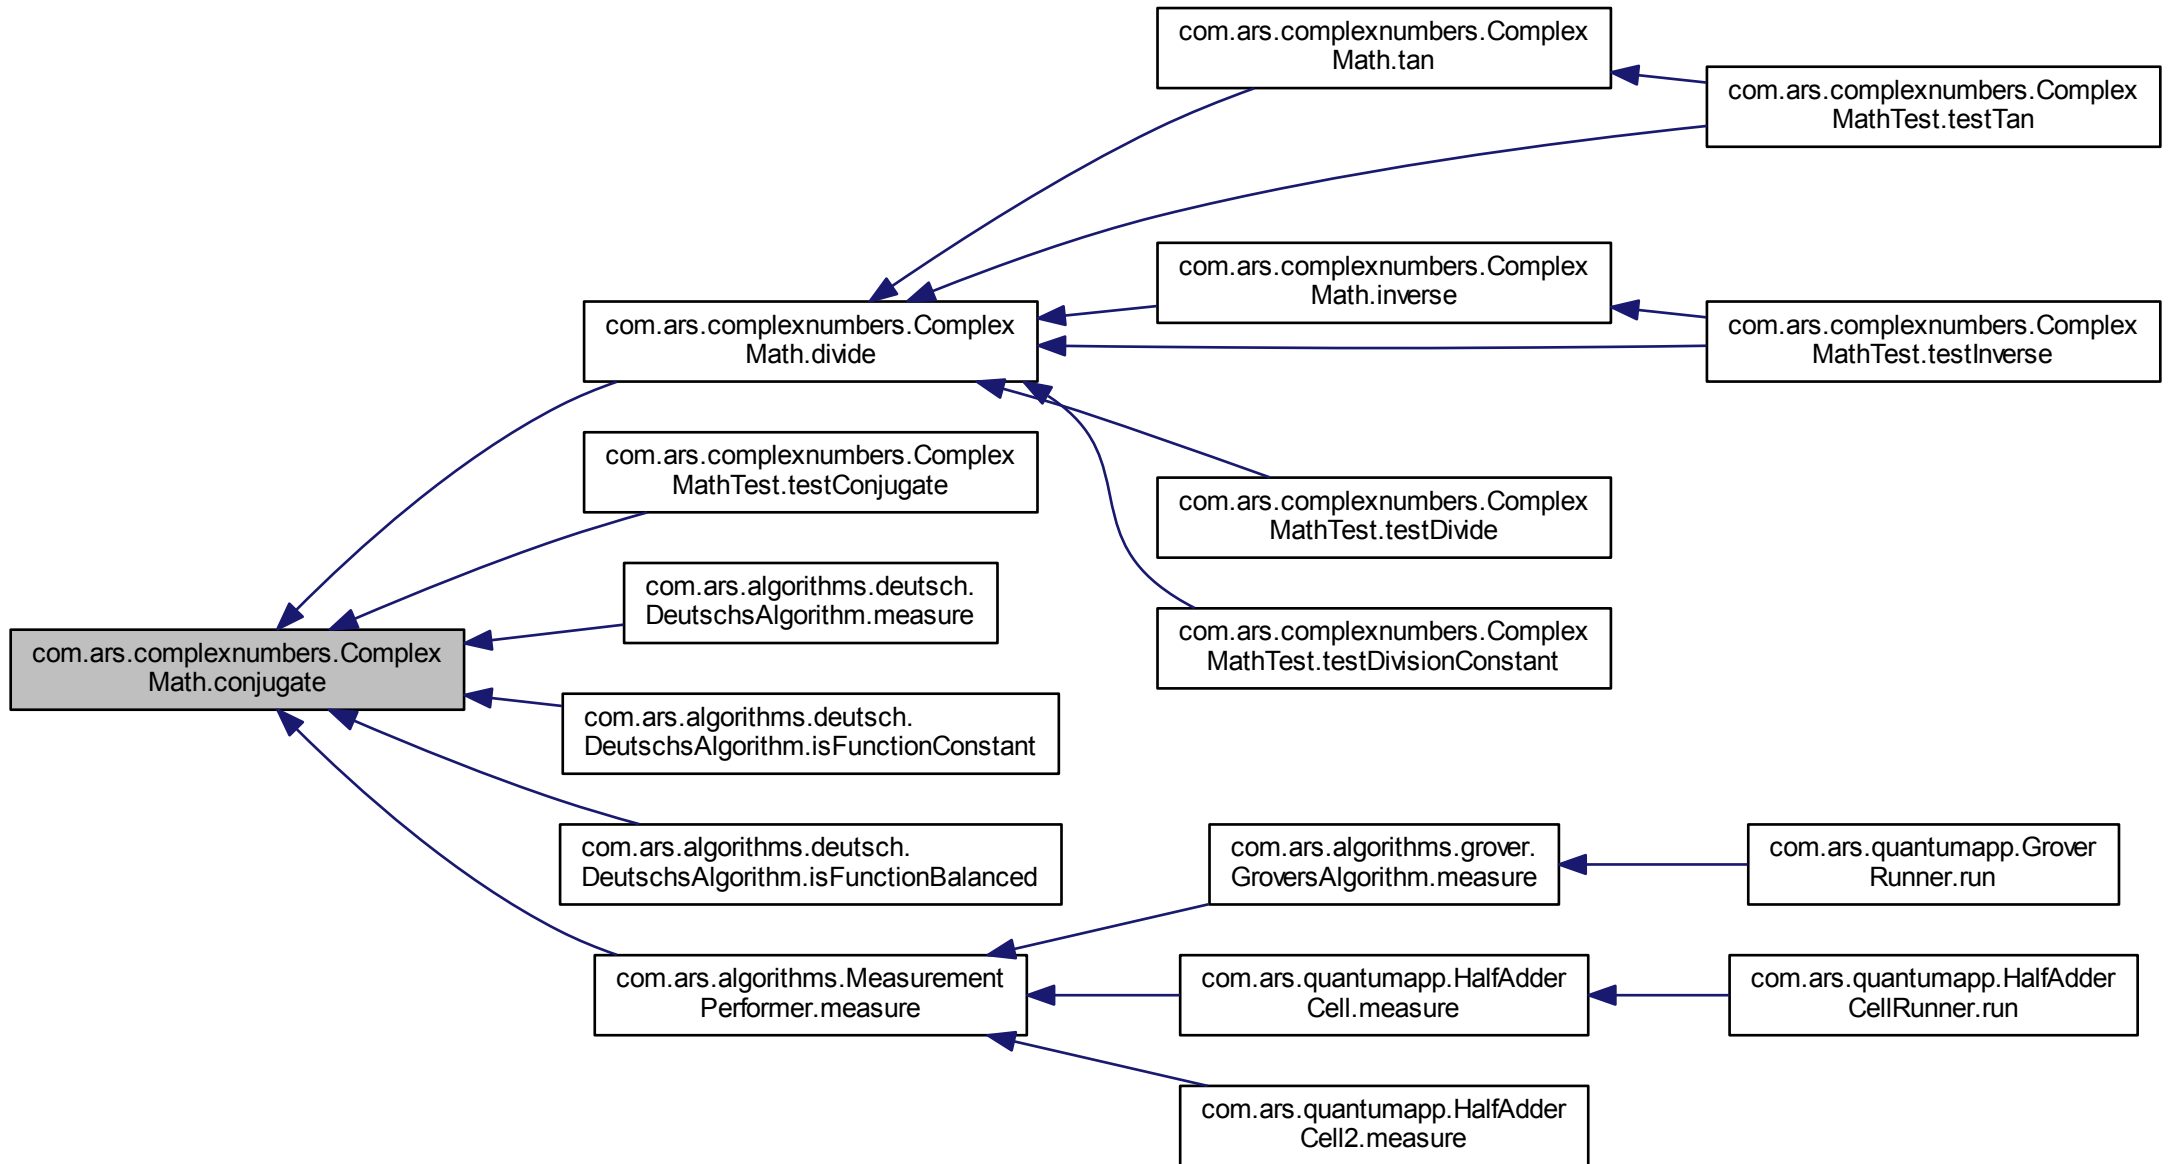 com.ars.complexnumbers.Complex
Math.tan
com.ars.complexnumbers.Complex
MathTest.testTan
com.ars.complexnumbers.Complex
Math.inverse
com.ars.complexnumbers.Complex
Math.divide
com.ars.complexnumbers.Complex
MathTest.testInverse
com.ars.complexnumbers.Complex
MathTest.testConjugate
com.ars.complexnumbers.Complex
MathTest.testDivide
com.ars.algorithms.deutsch.
DeutschsAlgorithm.measure
com.ars.complexnumbers.Complex
MathTest.testDivisionConstant
com.ars.complexnumbers.Complex
Math.conjugate
com.ars.algorithms.deutsch.
DeutschsAlgorithm.isFunctionConstant
com.ars.algorithms.deutsch.
DeutschsAlgorithm.isFunctionBalanced
com.ars.algorithms.grover.
GroversAlgorithm.measure
com.ars.quantumapp.Grover
Runner.run
com.ars.algorithms.Measurement
Performer.measure
com.ars.quantumapp.HalfAdder
Cell.measure
com.ars.quantumapp.HalfAdder
CellRunner.run
com.ars.quantumapp.HalfAdder
Cell2.measure